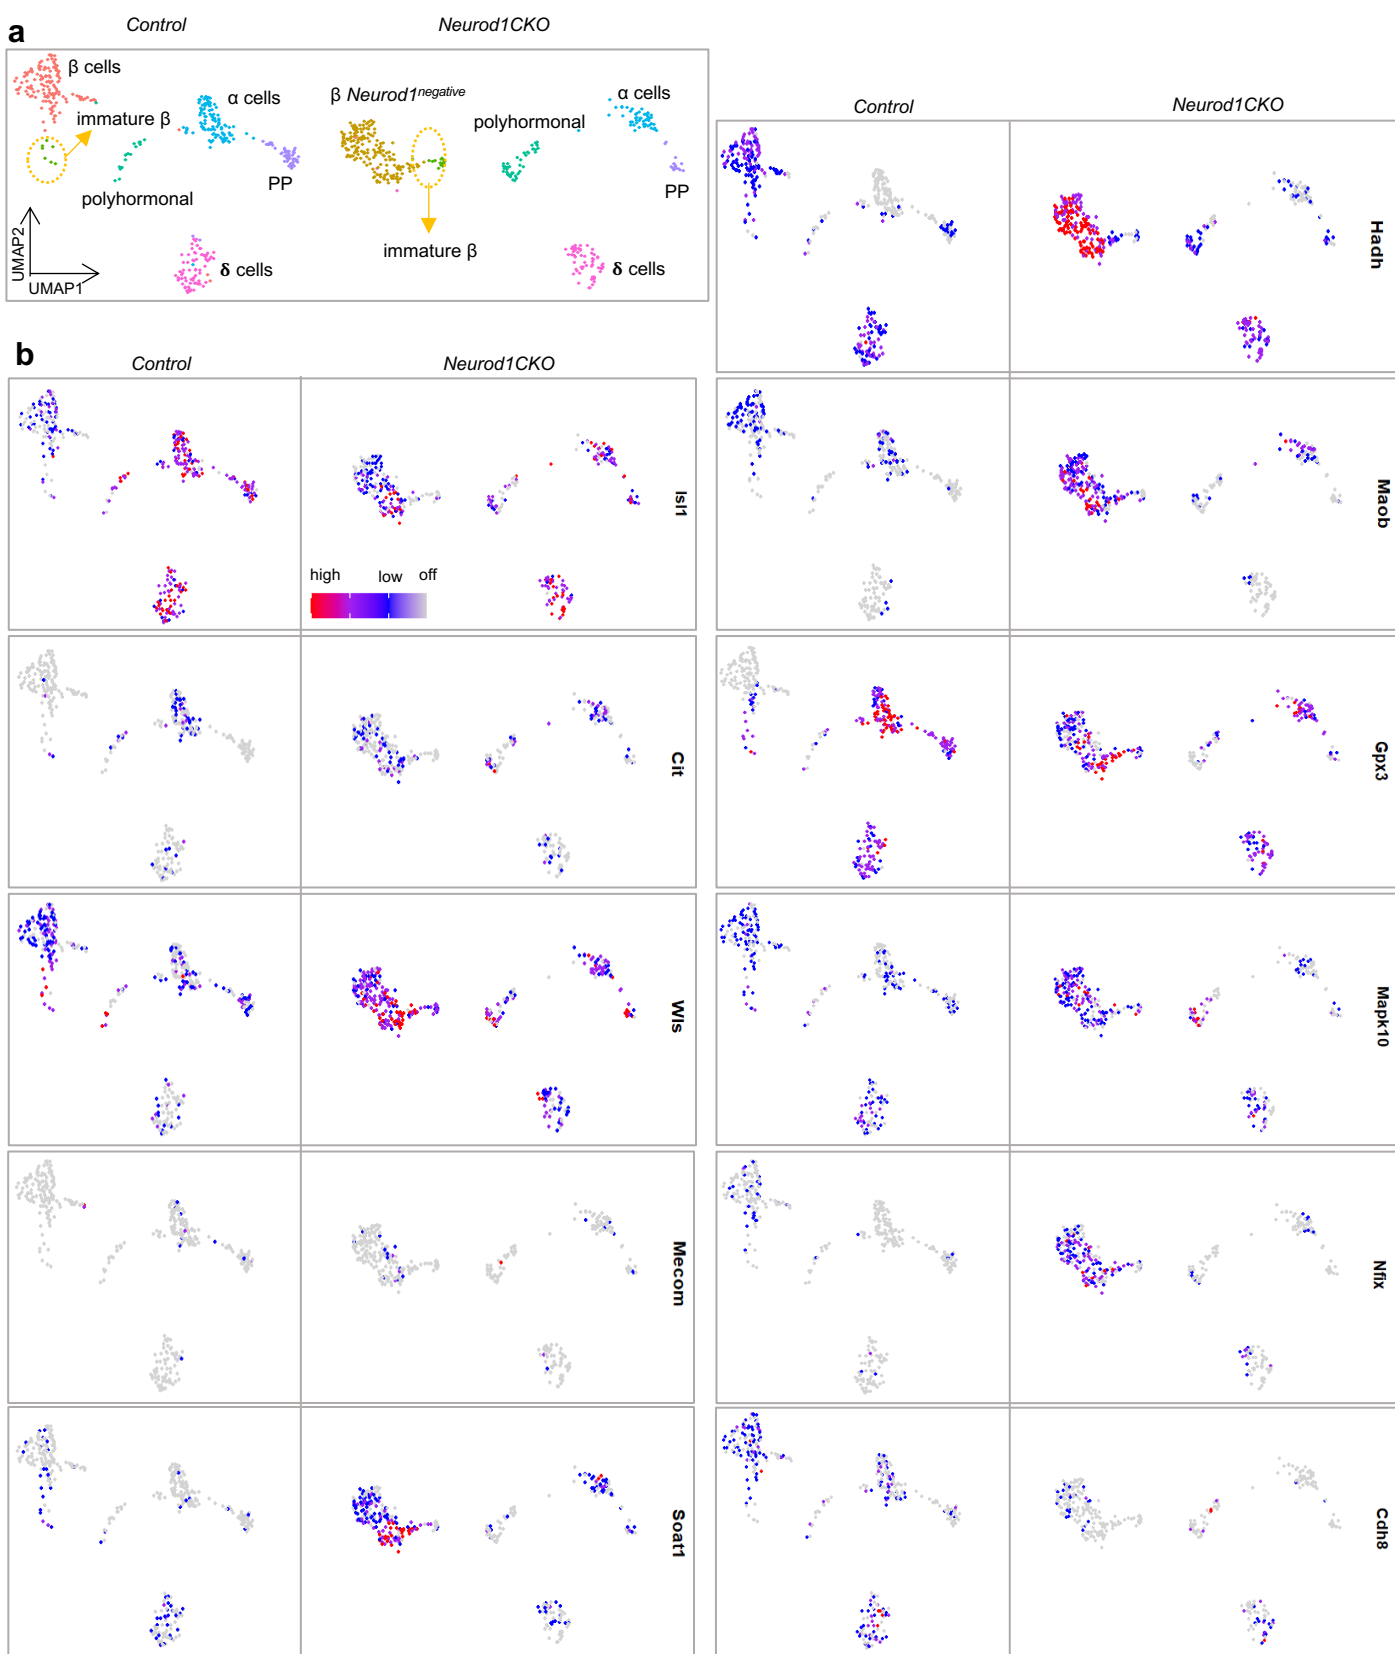 a
Control
Neurod1CKO
β cells
immature β
polyhormonal
α cells
PP
δ cells
UMAP2
UMAP1
β Neurod1negative
polyhormonal
α cells
PP
immature β
δ cells
Control
Neurod1CKO
Hadh
b
Control
Neurod1CKO
Isl1
high
low
off
Maob
Cit
Gpx3
Wls
Mapk10
Mecom
Nfix
Soat1
Cdh8